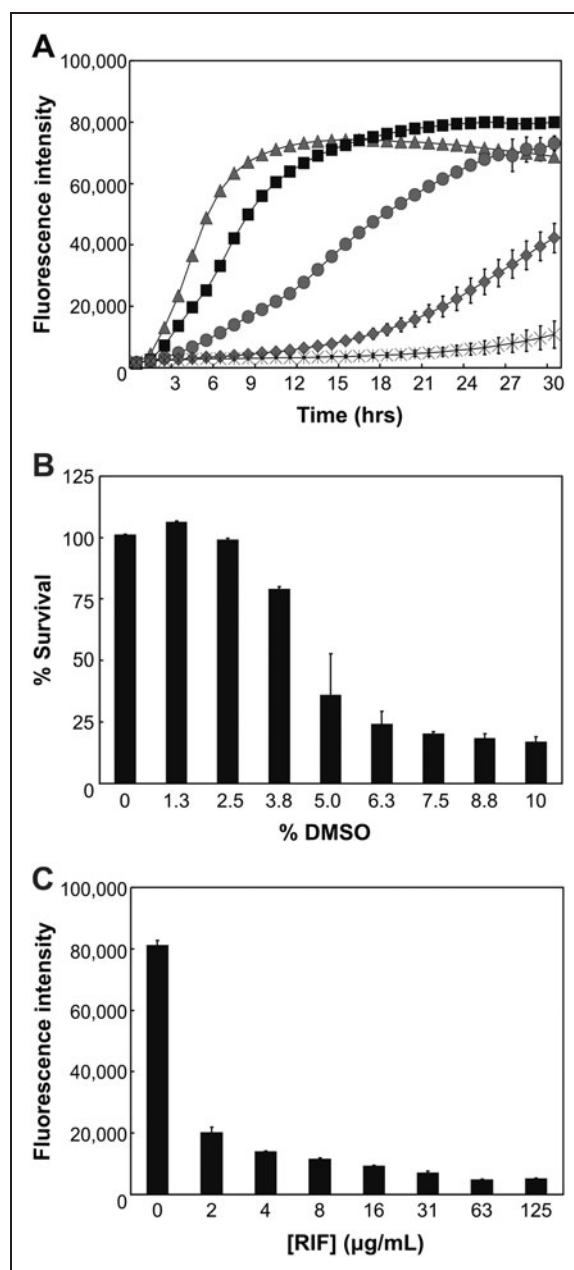 A
100,000
80,000
60,000
40,000
20,000
0
Fluorescence intensity
3 6 9 12 15 18 21 24 27 30
Time (hrs)
B
125
100
75
50
25
0
% Survival
0 1.3 2.5 3.8 5.0 6.3 7.5 8.8 10
% DMSO
C
100,000
80,000
60,000
40,000
20,000
0
Fluorescence intensity
0 2 4 8 16 31 63 125
[RIF] (µg/mL)